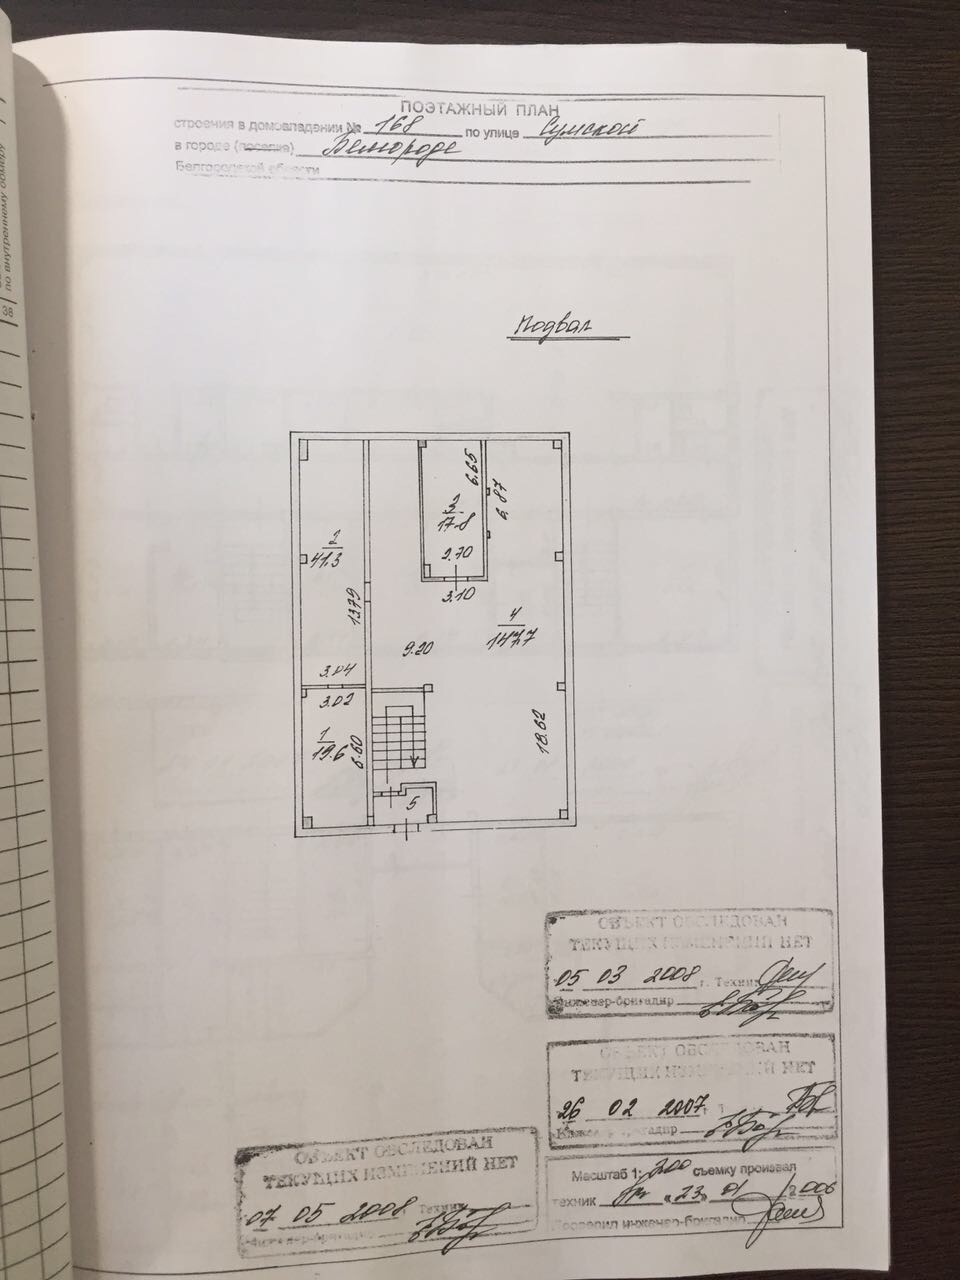 ПОЭТАЖНЫЙ ПЛАН
строения в домовладении № 168 по улице Сумской
в городе (поселке) Белгороде
Белгородской области
по внутреннему обмеру
38
Подвал
6.65
3
17.8
6.87
2
41.3
2.70
3.10
13.79
4
147.7
9.20
3.04
3.02
1
19.6
6.60
18.62
5
ОБЪЕКТ ОБСЛЕДОВАН
ТЕКУЩИХ ИЗМЕНЕНИЙ НЕТ
05 03 2008 г. Техник
Инженер-бригадир
ОБЪЕКТ ОБСЛЕДОВАН
ТЕКУЩИХ ИЗМЕНЕНИЙ НЕТ
26 02 2007 г.
Инженер-бригадир
ОБЪЕКТ ОБСЛЕДОВАН
ТЕКУЩИХ ИЗМЕНЕНИЙ НЕТ
07 05 2008 Техник
Инженер-бригадир
Масштаб 1: 200 съемку произвел
техник «23» 01 2006
Проверил инженер-бригадир